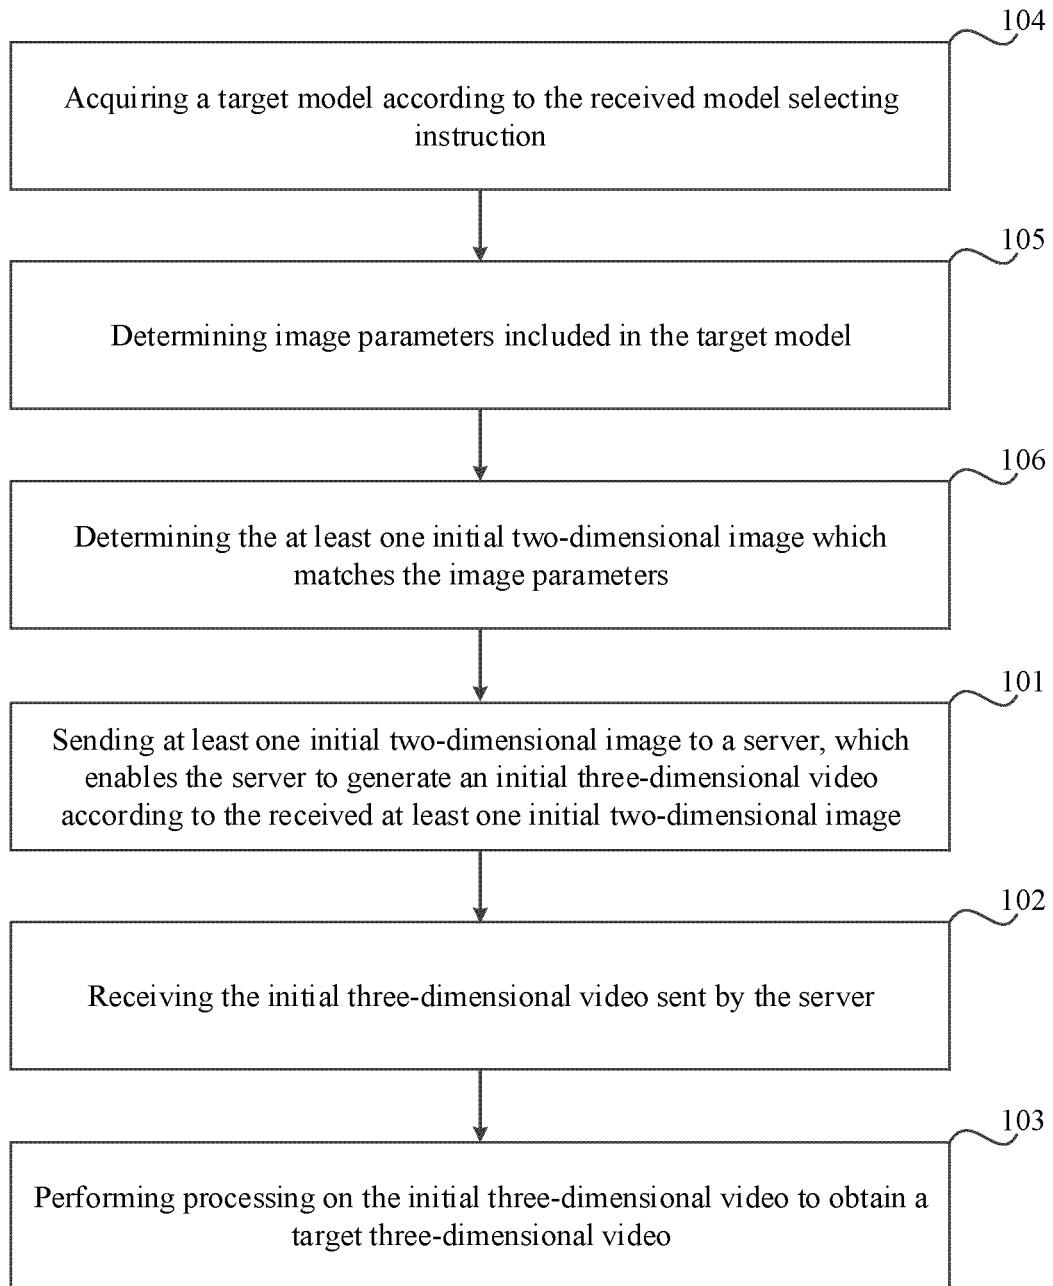 104
Acquiring a target model according to the received model selecting
instruction
105
Determining image parameters included in the target model
106
Determining the at least one initial two-dimensional image which
matches the image parameters
101
Sending at least one initial two-dimensional image to a server, which
enables the server to generate an initial three-dimensional video
according to the received at least one initial two-dimensional image
102
Receiving the initial three-dimensional video sent by the server
103
Performing processing on the initial three-dimensional video to obtain a
target three-dimensional video